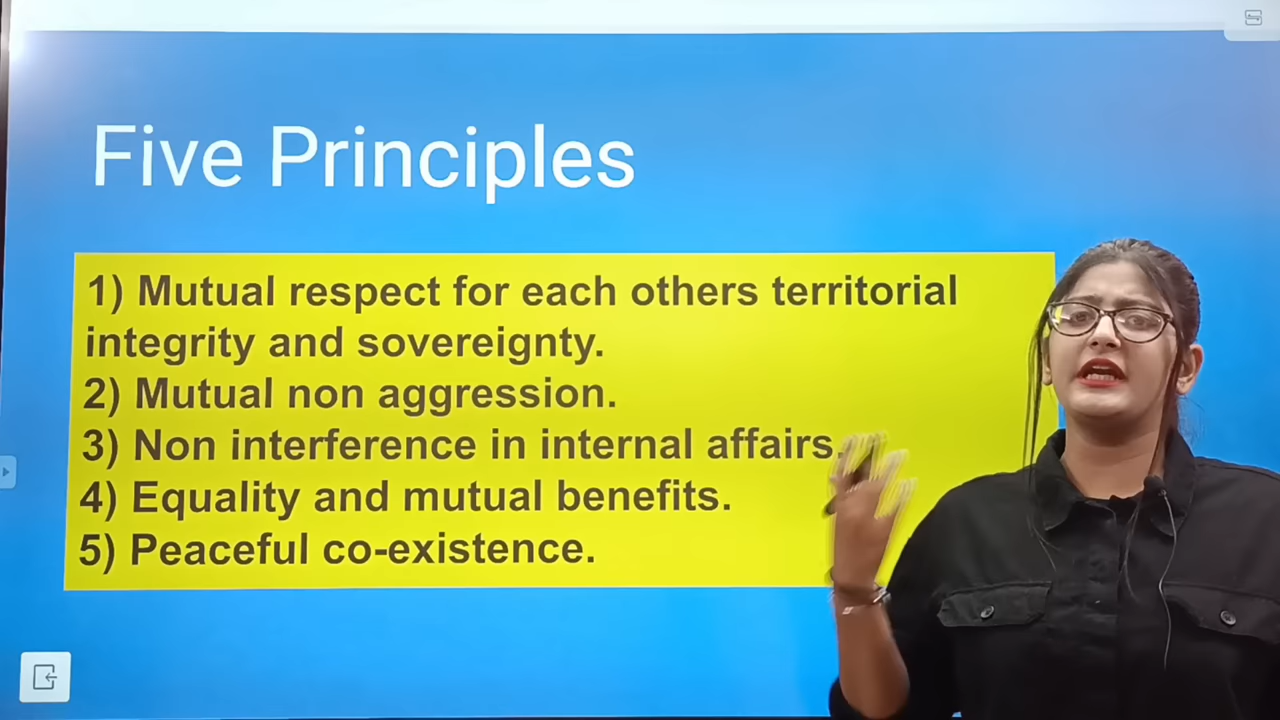 Five Principles
1) Mutual respect for each others territorial
integrity and sovereignty.
2) Mutual non aggression.
3) Non interference in internal affairs.
4) Equality and mutual benefits.
5) Peaceful co-existence.